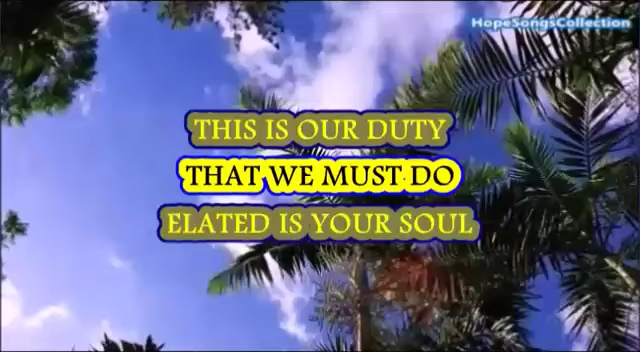 HopeSongsCollection
THIS IS OUR DUTY
THAT WE MUST DO
ELATED IS YOUR SOUL